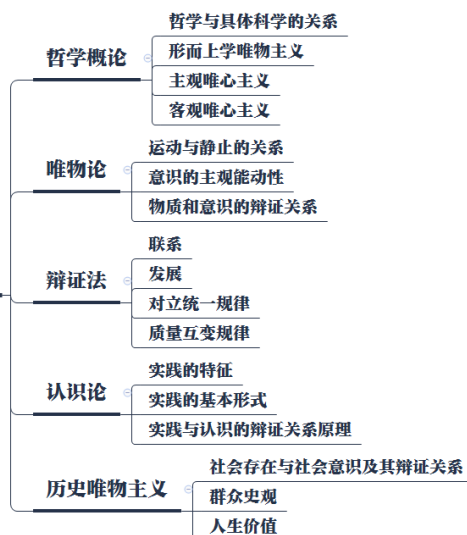 哲学概论
哲学与具体科学的关系
形而上学唯物主义
主观唯心主义
客观唯心主义
唯物论
运动与静止的关系
意识的主观能动性
物质和意识的辩证关系
辩证法
联系
发展
对立统一规律
质量互变规律
认识论
实践的特征
实践的基本形式
实践与认识的辩证关系原理
历史唯物主义
社会存在与社会意识及其辩证关系
群众史观
人生价值